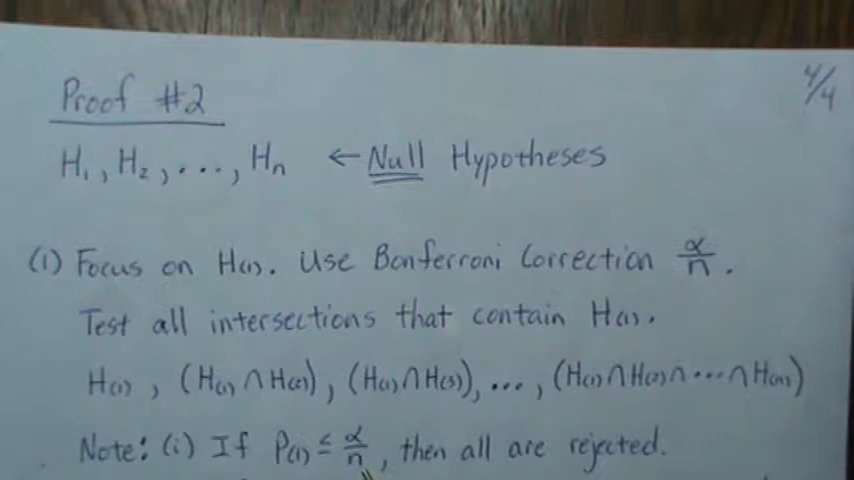 4/4
Proof #2
H₁, H₂, ..., Hn ← Null Hypotheses
(1) Focus on H(1). Use Bonferroni Correction α/n.
Test all intersections that contain H(1).
H(1), (H(1) ∩ H(2)), (H(1) ∩ H(3)), ..., (H(1) ∩ H(2) ∩ ... ∩ H(n))
Note: (i) If P(1) ≤ α/n, then all are rejected.